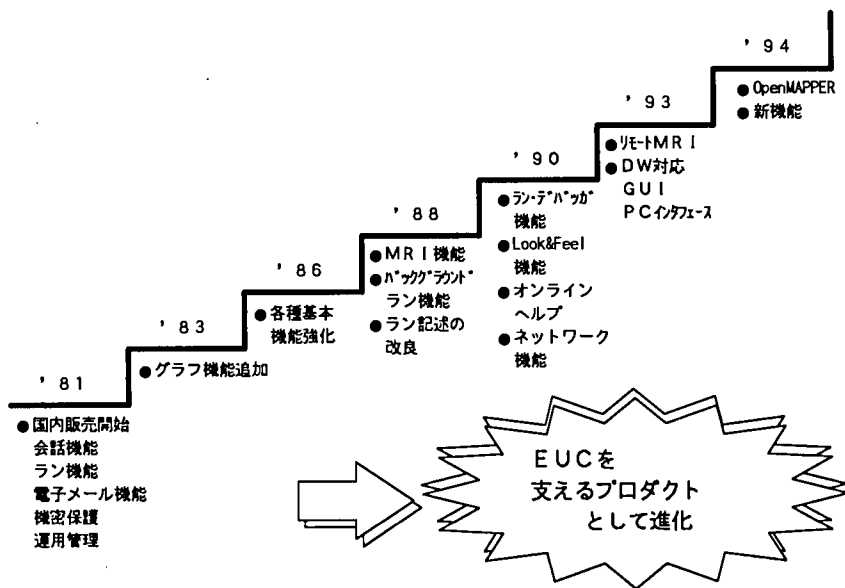 '81
●国内販売開始
会話機能
ラン機能
電子メール機能
機密保護
運用管理
'83
●グラフ機能追加
'86
●各種基本
機能強化
'88
●MRI機能
●バックグラウンド
ラン機能
●ラン記述の
改良
'90
●ラン・デバッガ
機能
●Look&Feel
機能
●オンライン
ヘルプ
●ネットワーク
機能
'93
●リモートMRI
●DW対応
GUI
PCインタフェース
'94
●OpenMAPPER
●新機能
EUCを
支えるプロダクト
として進化